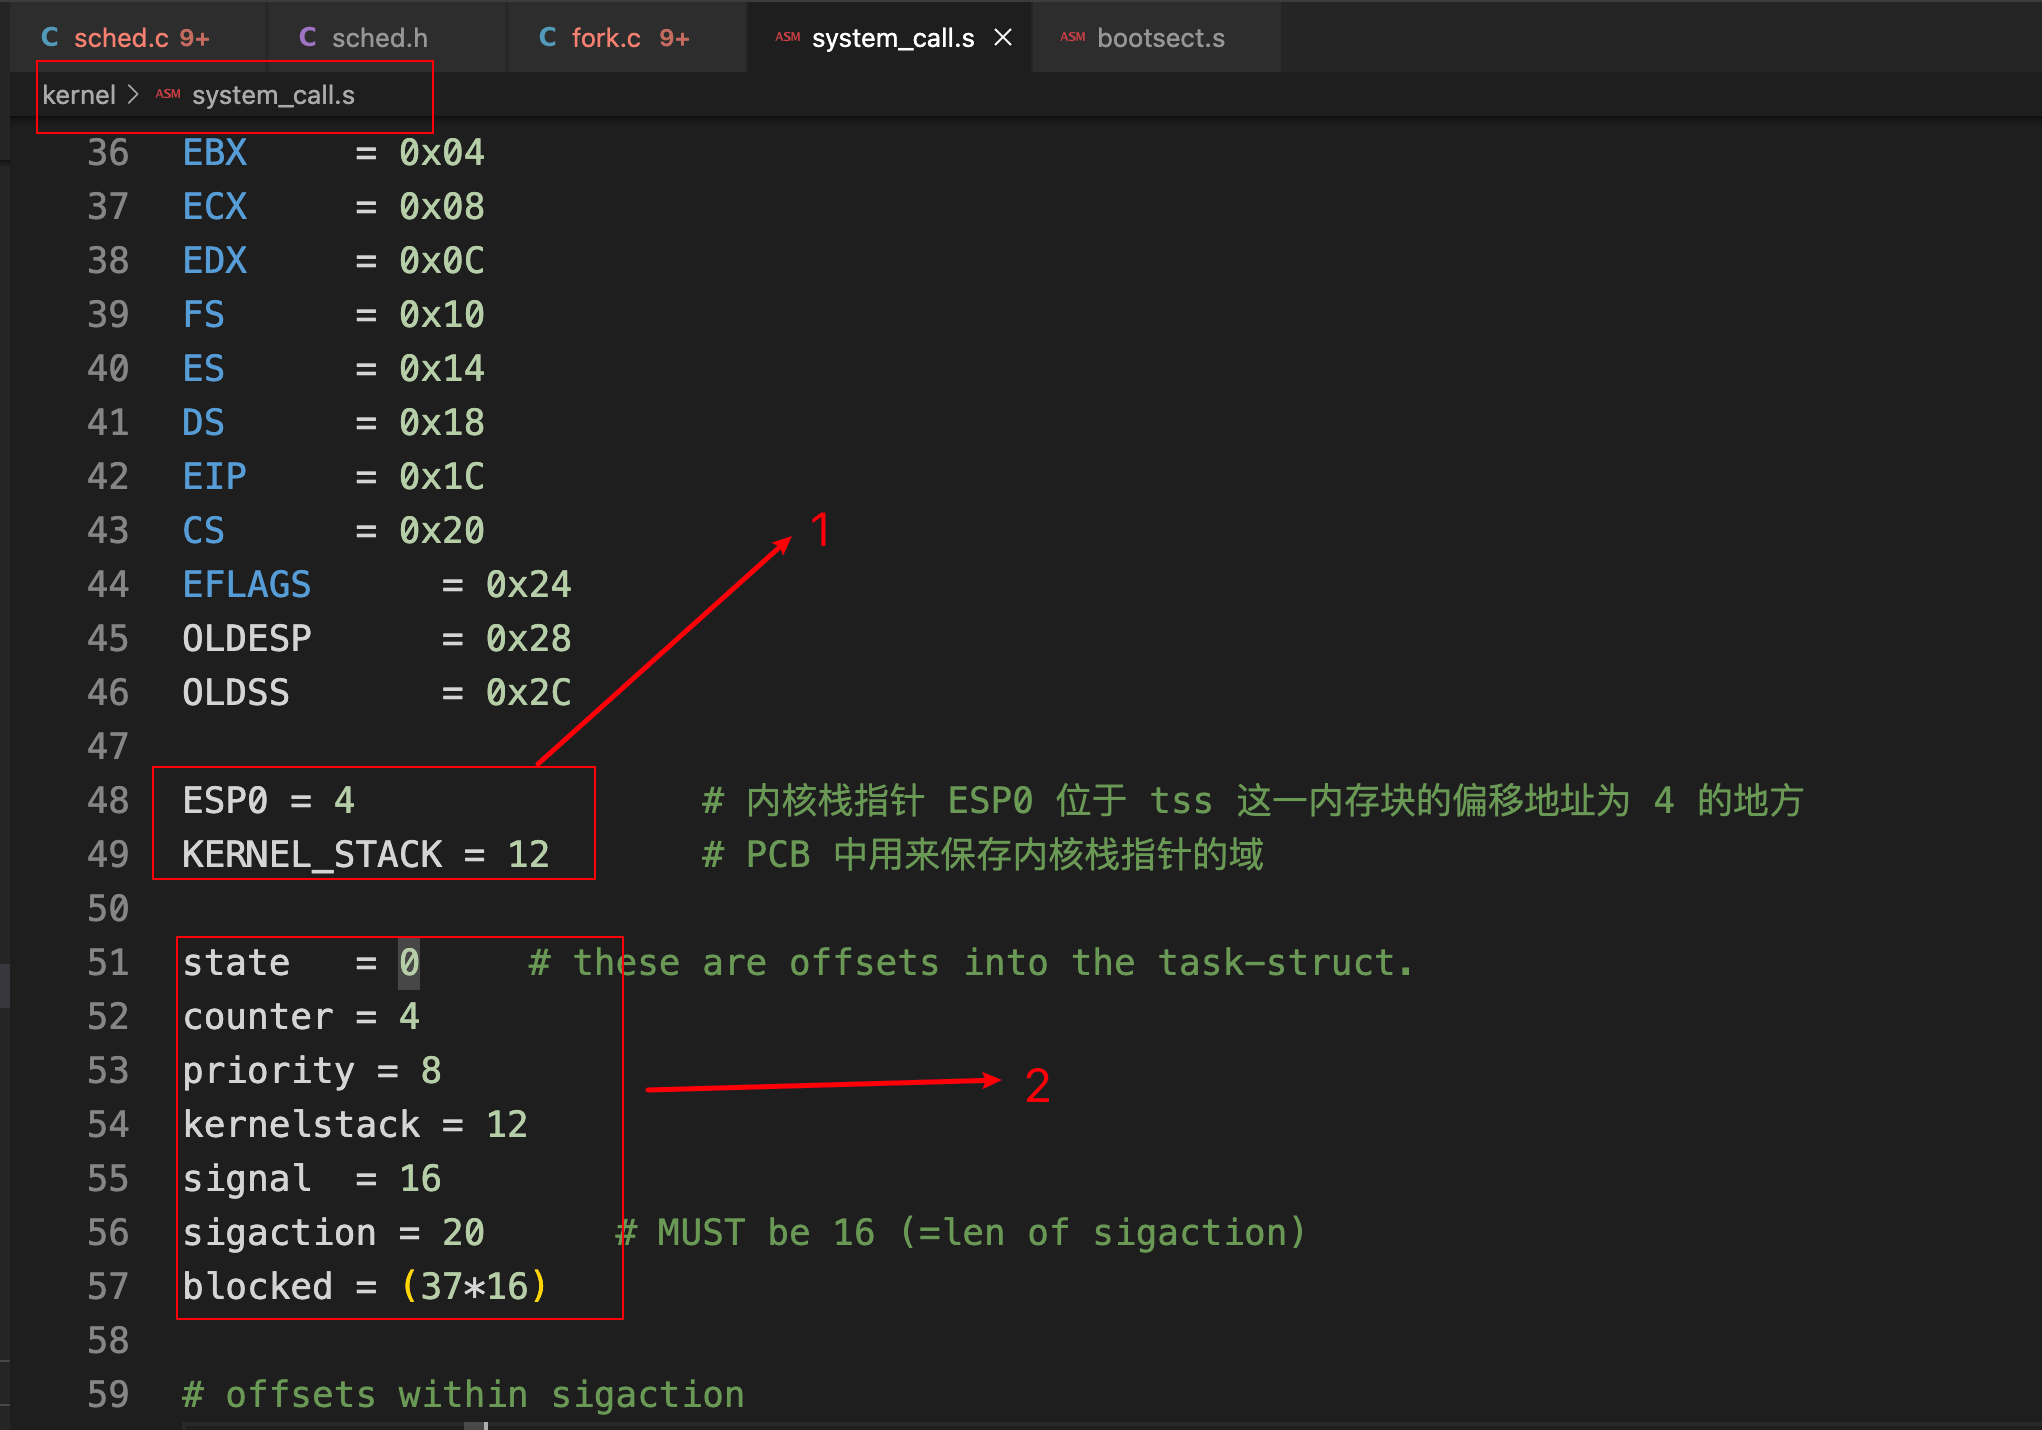 C sched.c 9+ C sched.h C fork.c 9+ ASM system_call.s × ASM bootsect.s
kernel > ASM system_call.s
36 EBX = 0x04
37 ECX = 0x08
38 EDX = 0x0C
39 FS = 0x10
40 ES = 0x14
41 DS = 0x18
42 EIP = 0x1C
43 CS = 0x20
1
44 EFLAGS = 0x24
45 OLDESP = 0x28
46 OLDSS = 0x2C
47
48 ESP0 = 4 # 内核栈指针 ESP0 位于 tss 这一内存块的偏移地址为 4 的地方
49 KERNEL_STACK = 12 # PCB 中用来保存内核栈指针的域
50
51 state = 0 # these are offsets into the task-struct.
52 counter = 4
53 priority = 8
2
54 kernelstack = 12
55 signal = 16
56 sigaction = 20 # MUST be 16 (=len of sigaction)
57 blocked = (37*16)
58
59 # offsets within sigaction